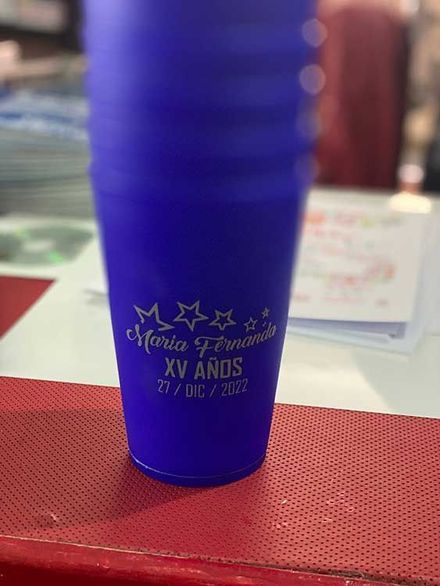 Maria Fernanda
XV AÑOS
27 / DIC / 2022